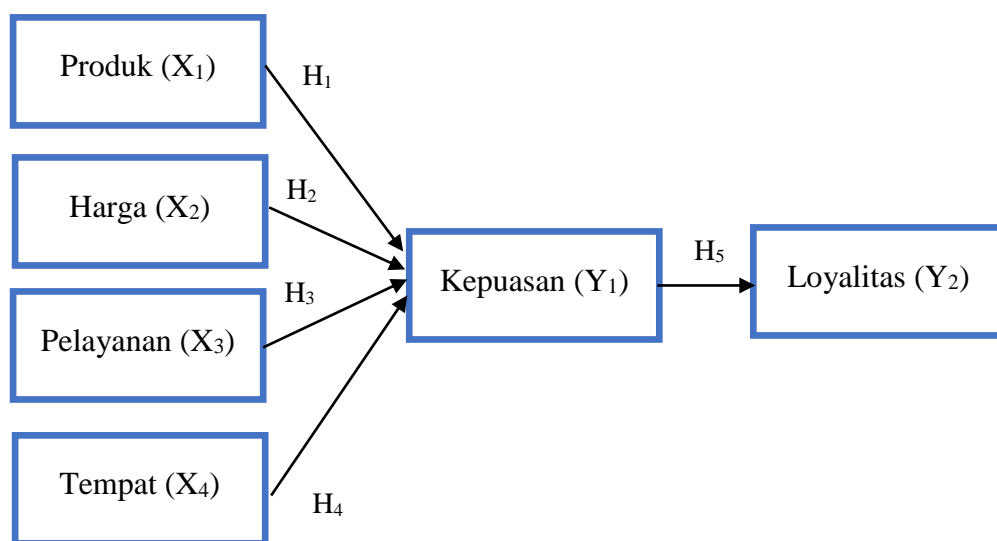 Produk (X₁)
H₁
Harga (X₂)
H₂
Pelayanan (X₃)
H₃
Tempat (X₄)
H₄
Kepuasan (Y₁)
H₅
Loyalitas (Y₂)